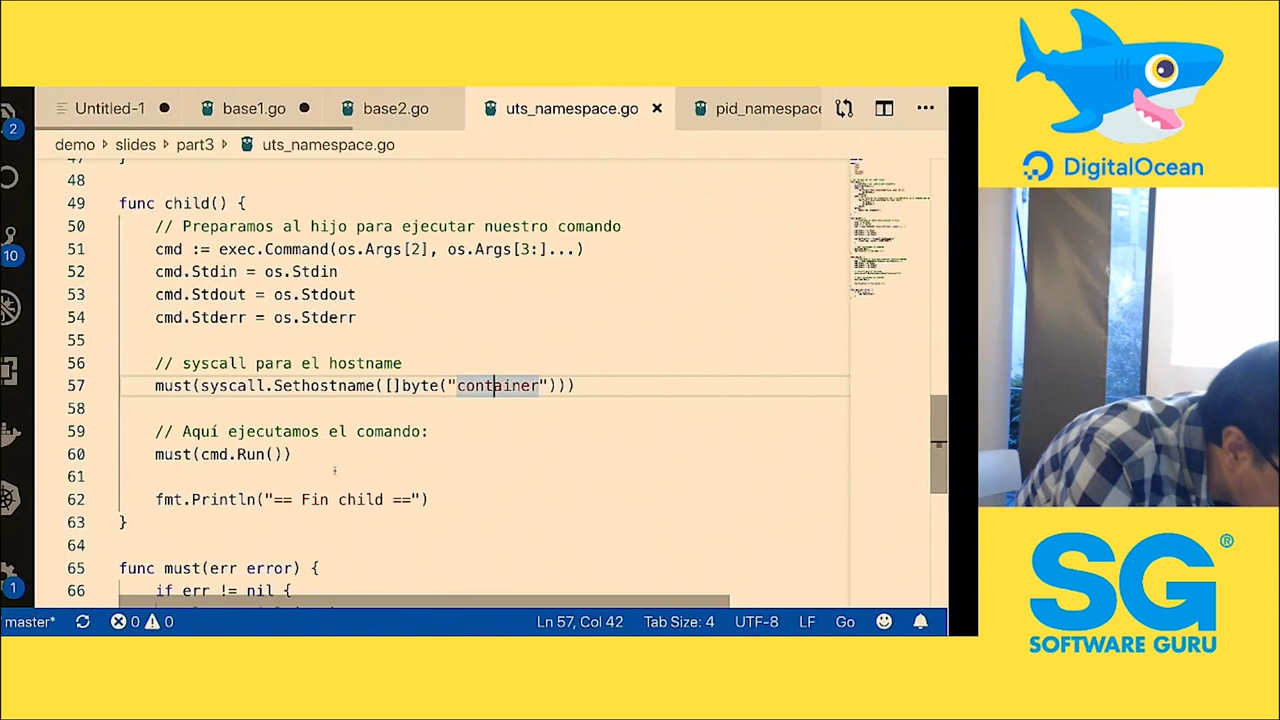 Untitled-1
base1.go
base2.go
uts_namespace.go
pid_namespace
demo
slides
part3
uts_namespace.go
48
49 func child() {
50 // Preparamos al hijo para ejecutar nuestro comando
51 cmd := exec.Command(os.Args[2], os.Args[3:]...)
52 cmd.Stdin = os.Stdin
53 cmd.Stdout = os.Stdout
54 cmd.Stderr = os.Stderr
55
56 // syscall para el hostname
57 must(syscall.Sethostname([]byte("container")))
58
59 // Aquí ejecutamos el comando:
60 must(cmd.Run())
61
62 fmt.Println("== Fin child ==")
63 }
64
65 func must(err error) {
66 if err != nil {
2
10
1
master* 0 0 Ln 57, Col 42 Tab Size: 4 UTF-8 LF Go
DigitalOcean
SG®
SOFTWARE GURU